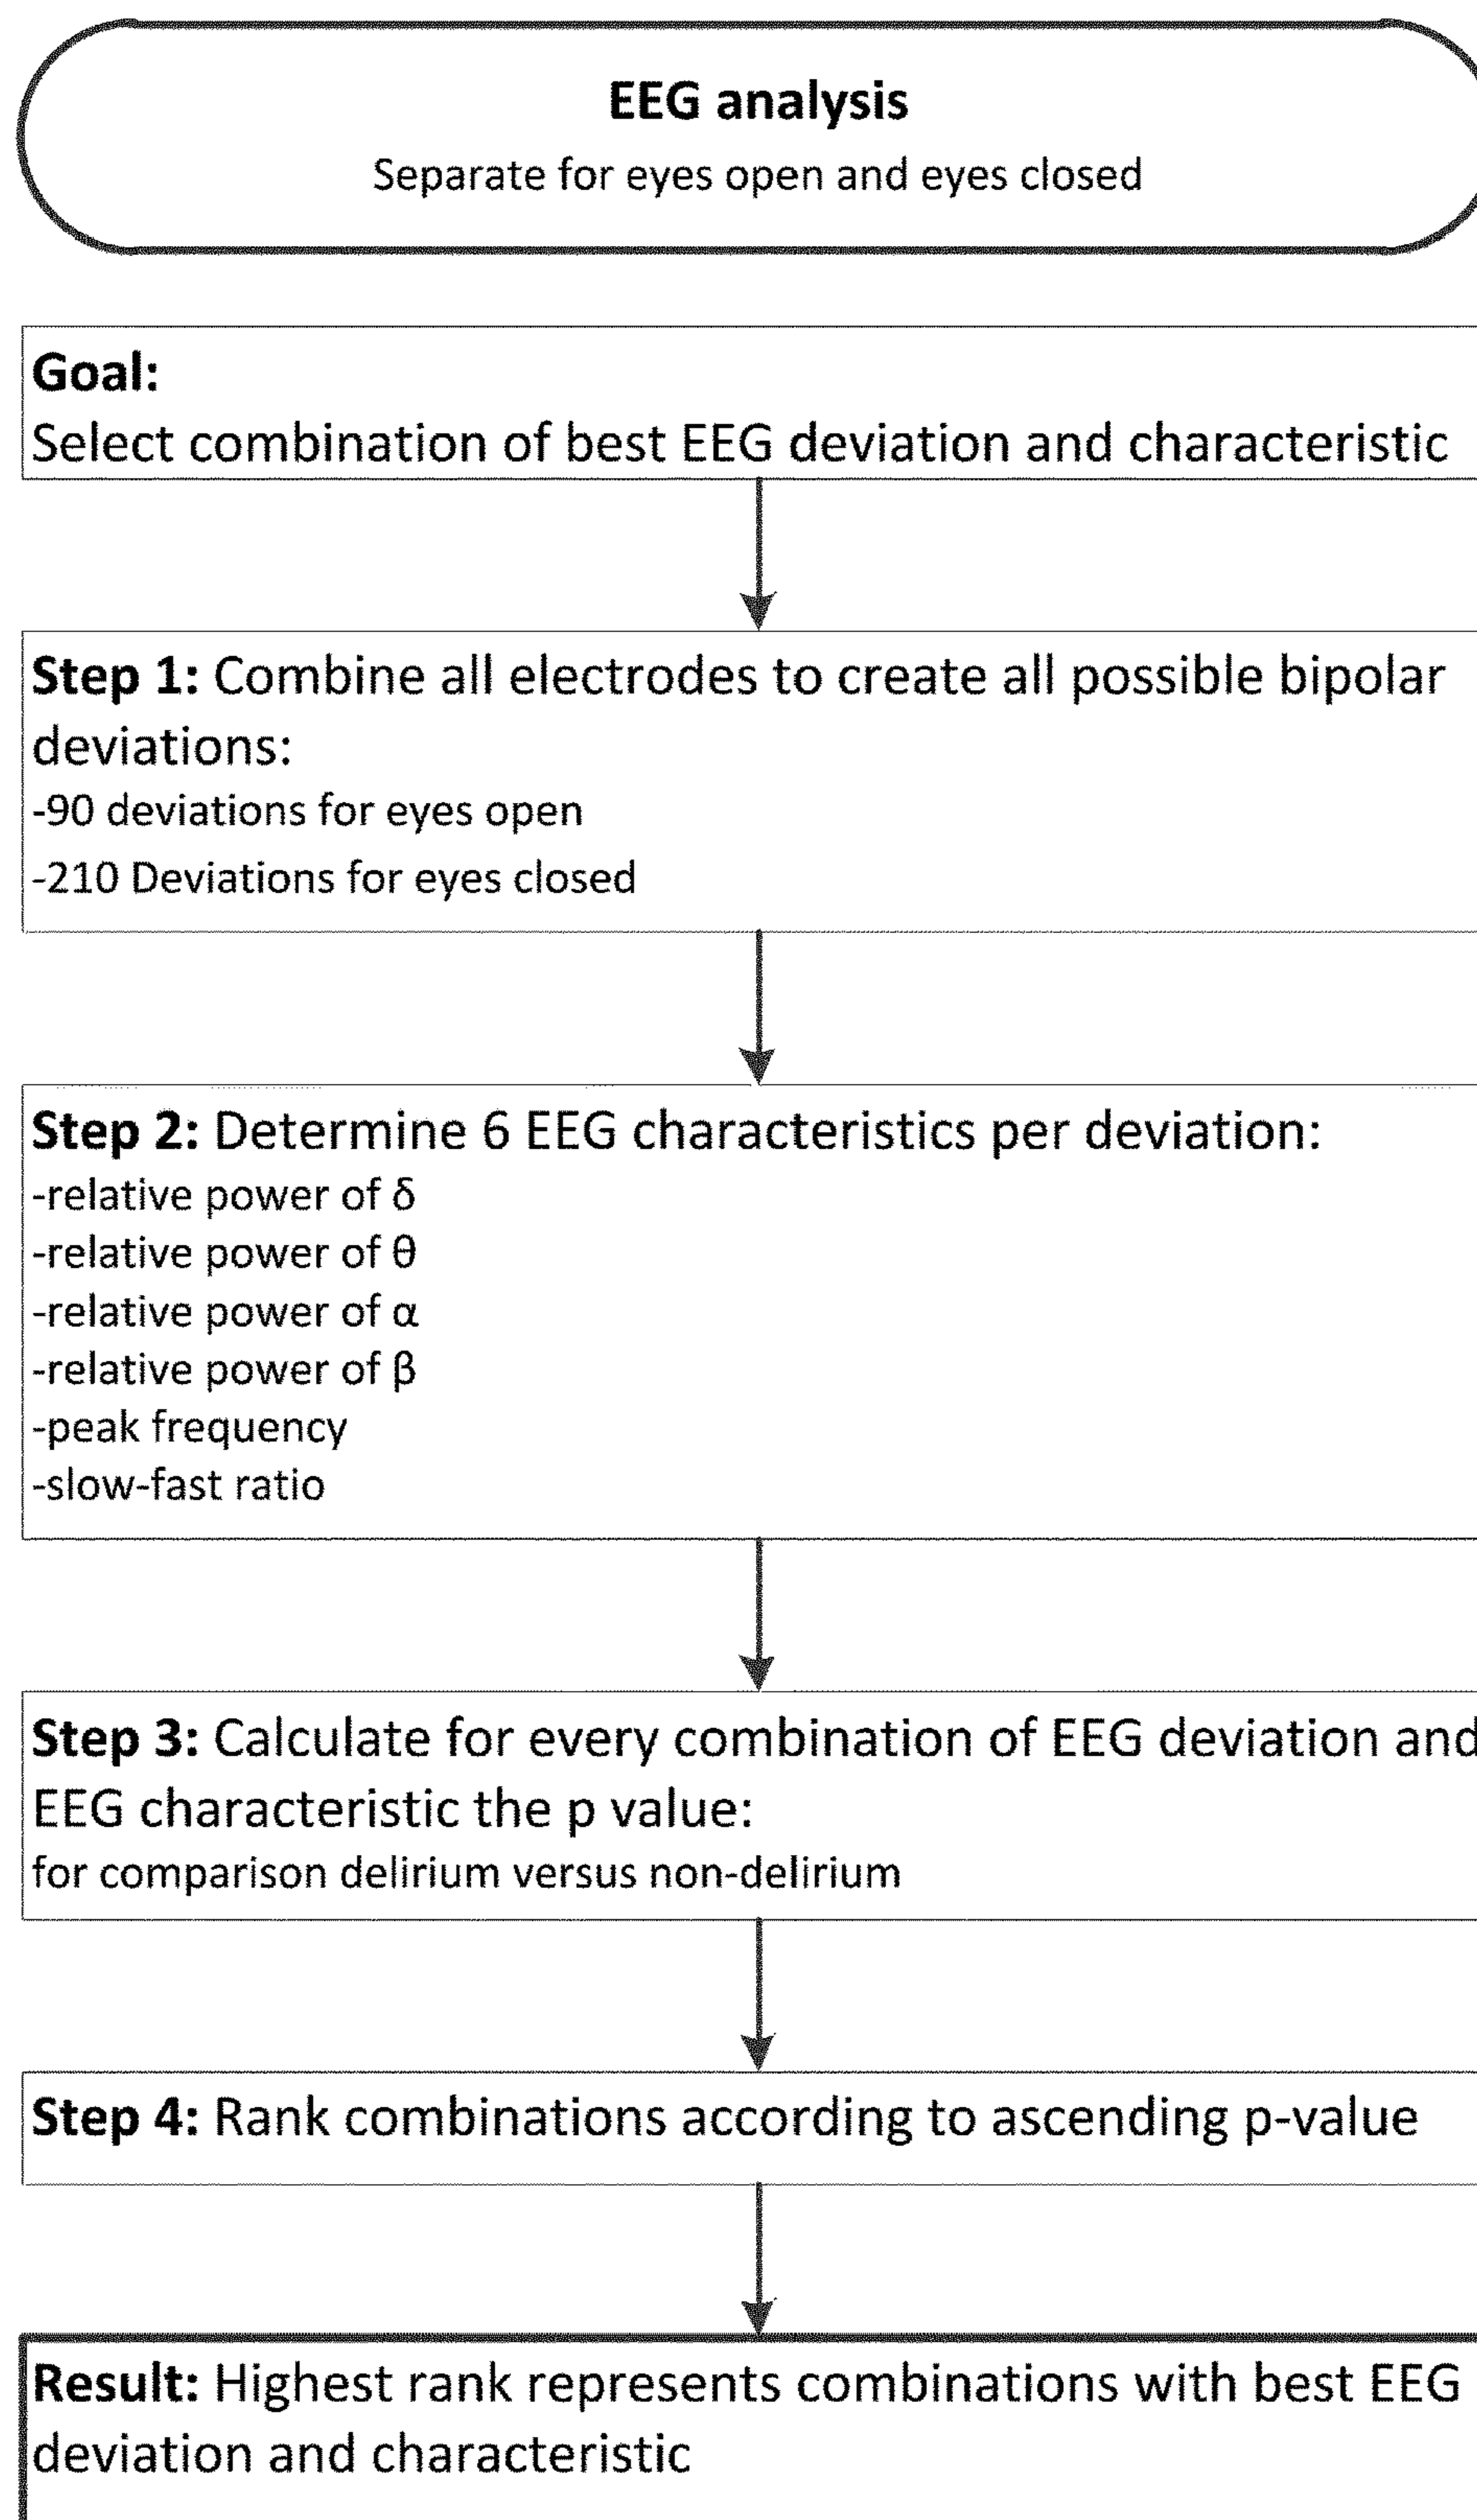 EEG analysis
Separate for eyes open and eyes closed
Goal:
Select combination of best EEG deviation and characteristic
Step 1: Combine all electrodes to create all possible bipolar
deviations:
-90 deviations for eyes open
-210 Deviations for eyes closed
Step 2: Determine 6 EEG characteristics per deviation:
-relative power of δ
-relative power of θ
-relative power of α
-relative power of β
-peak frequency
-slow-fast ratio
Step 3: Calculate for every combination of EEG deviation and
EEG characteristic the p value:
for comparison delirium versus non-delirium
Step 4: Rank combinations according to ascending p-value
Result: Highest rank represents combinations with best EEG
deviation and characteristic